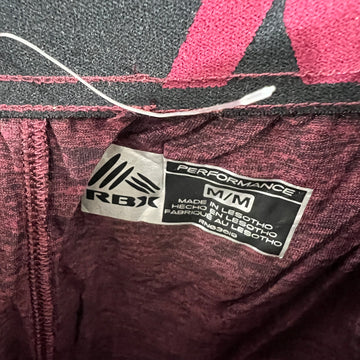 RBX
PERFORMANCE
M/M
MADE IN LESOTHO
HECHO EN LESOTHO
FABRIQUE AU LESOTHO